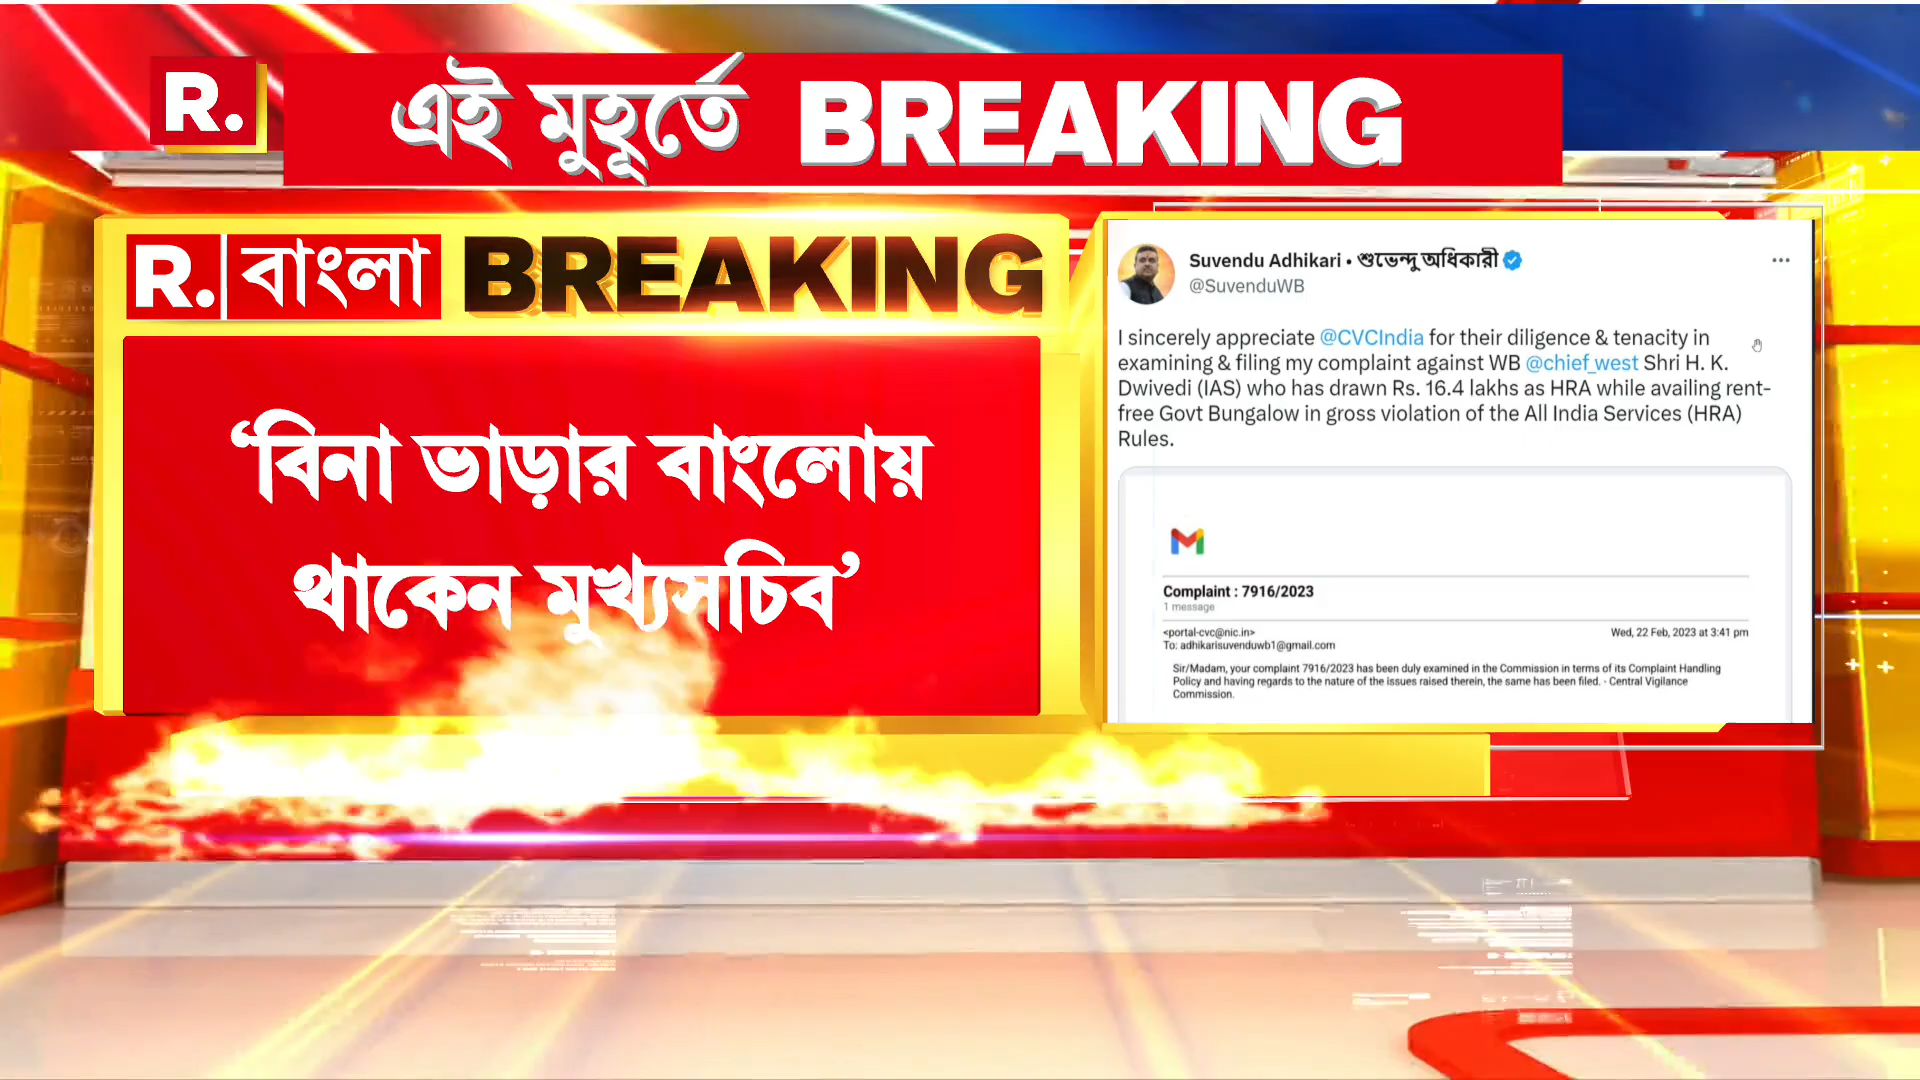 R. এই মুহূর্তে BREAKING
R. বাংলা BREAKING
‘বিনা ভাড়ার বাংলোয়
থাকেন মুখ্যসচিব’
Suvendu Adhikari • শুভেন্দু অধিকারী
@SuvenduWB
I sincerely appreciate @CVCIndia for their diligence & tenacity in
examining & filing my complaint against WB @chief_west Shri H. K.
Dwivedi (IAS) who has drawn Rs. 16.4 lakhs as HRA while availing rent-
free Govt Bungalow in gross violation of the All India Services (HRA)
Rules.
Complaint : 7916/2023
1 message
<portal-cvc@nic.in> Wed, 22 Feb, 2023 at 3:41 pm
To: adhikarisuvenduwb1@gmail.com
Sir/Madam, your complaint 7916/2023 has been duly examined in the Commission in terms of its Complaint Handling
Policy and having regards to the nature of the issues raised therein, the same has been filed. - Central Vigilance
Commission.